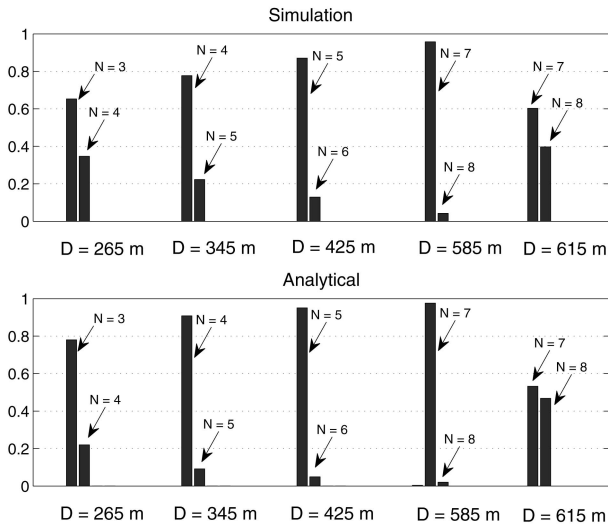 Simulation
1
0.8
0.6
0.4
0.2
0
N = 3
N = 4
N = 4
N = 5
N = 5
N = 6
N = 7
N = 8
N = 7
N = 8
D = 265 m
D = 345 m
D = 425 m
D = 585 m
D = 615 m
Analytical
1
0.8
0.6
0.4
0.2
0
N = 3
N = 4
N = 4
N = 5
N = 5
N = 6
N = 7
N = 8
N = 7
N = 8
D = 265 m
D = 345 m
D = 425 m
D = 585 m
D = 615 m